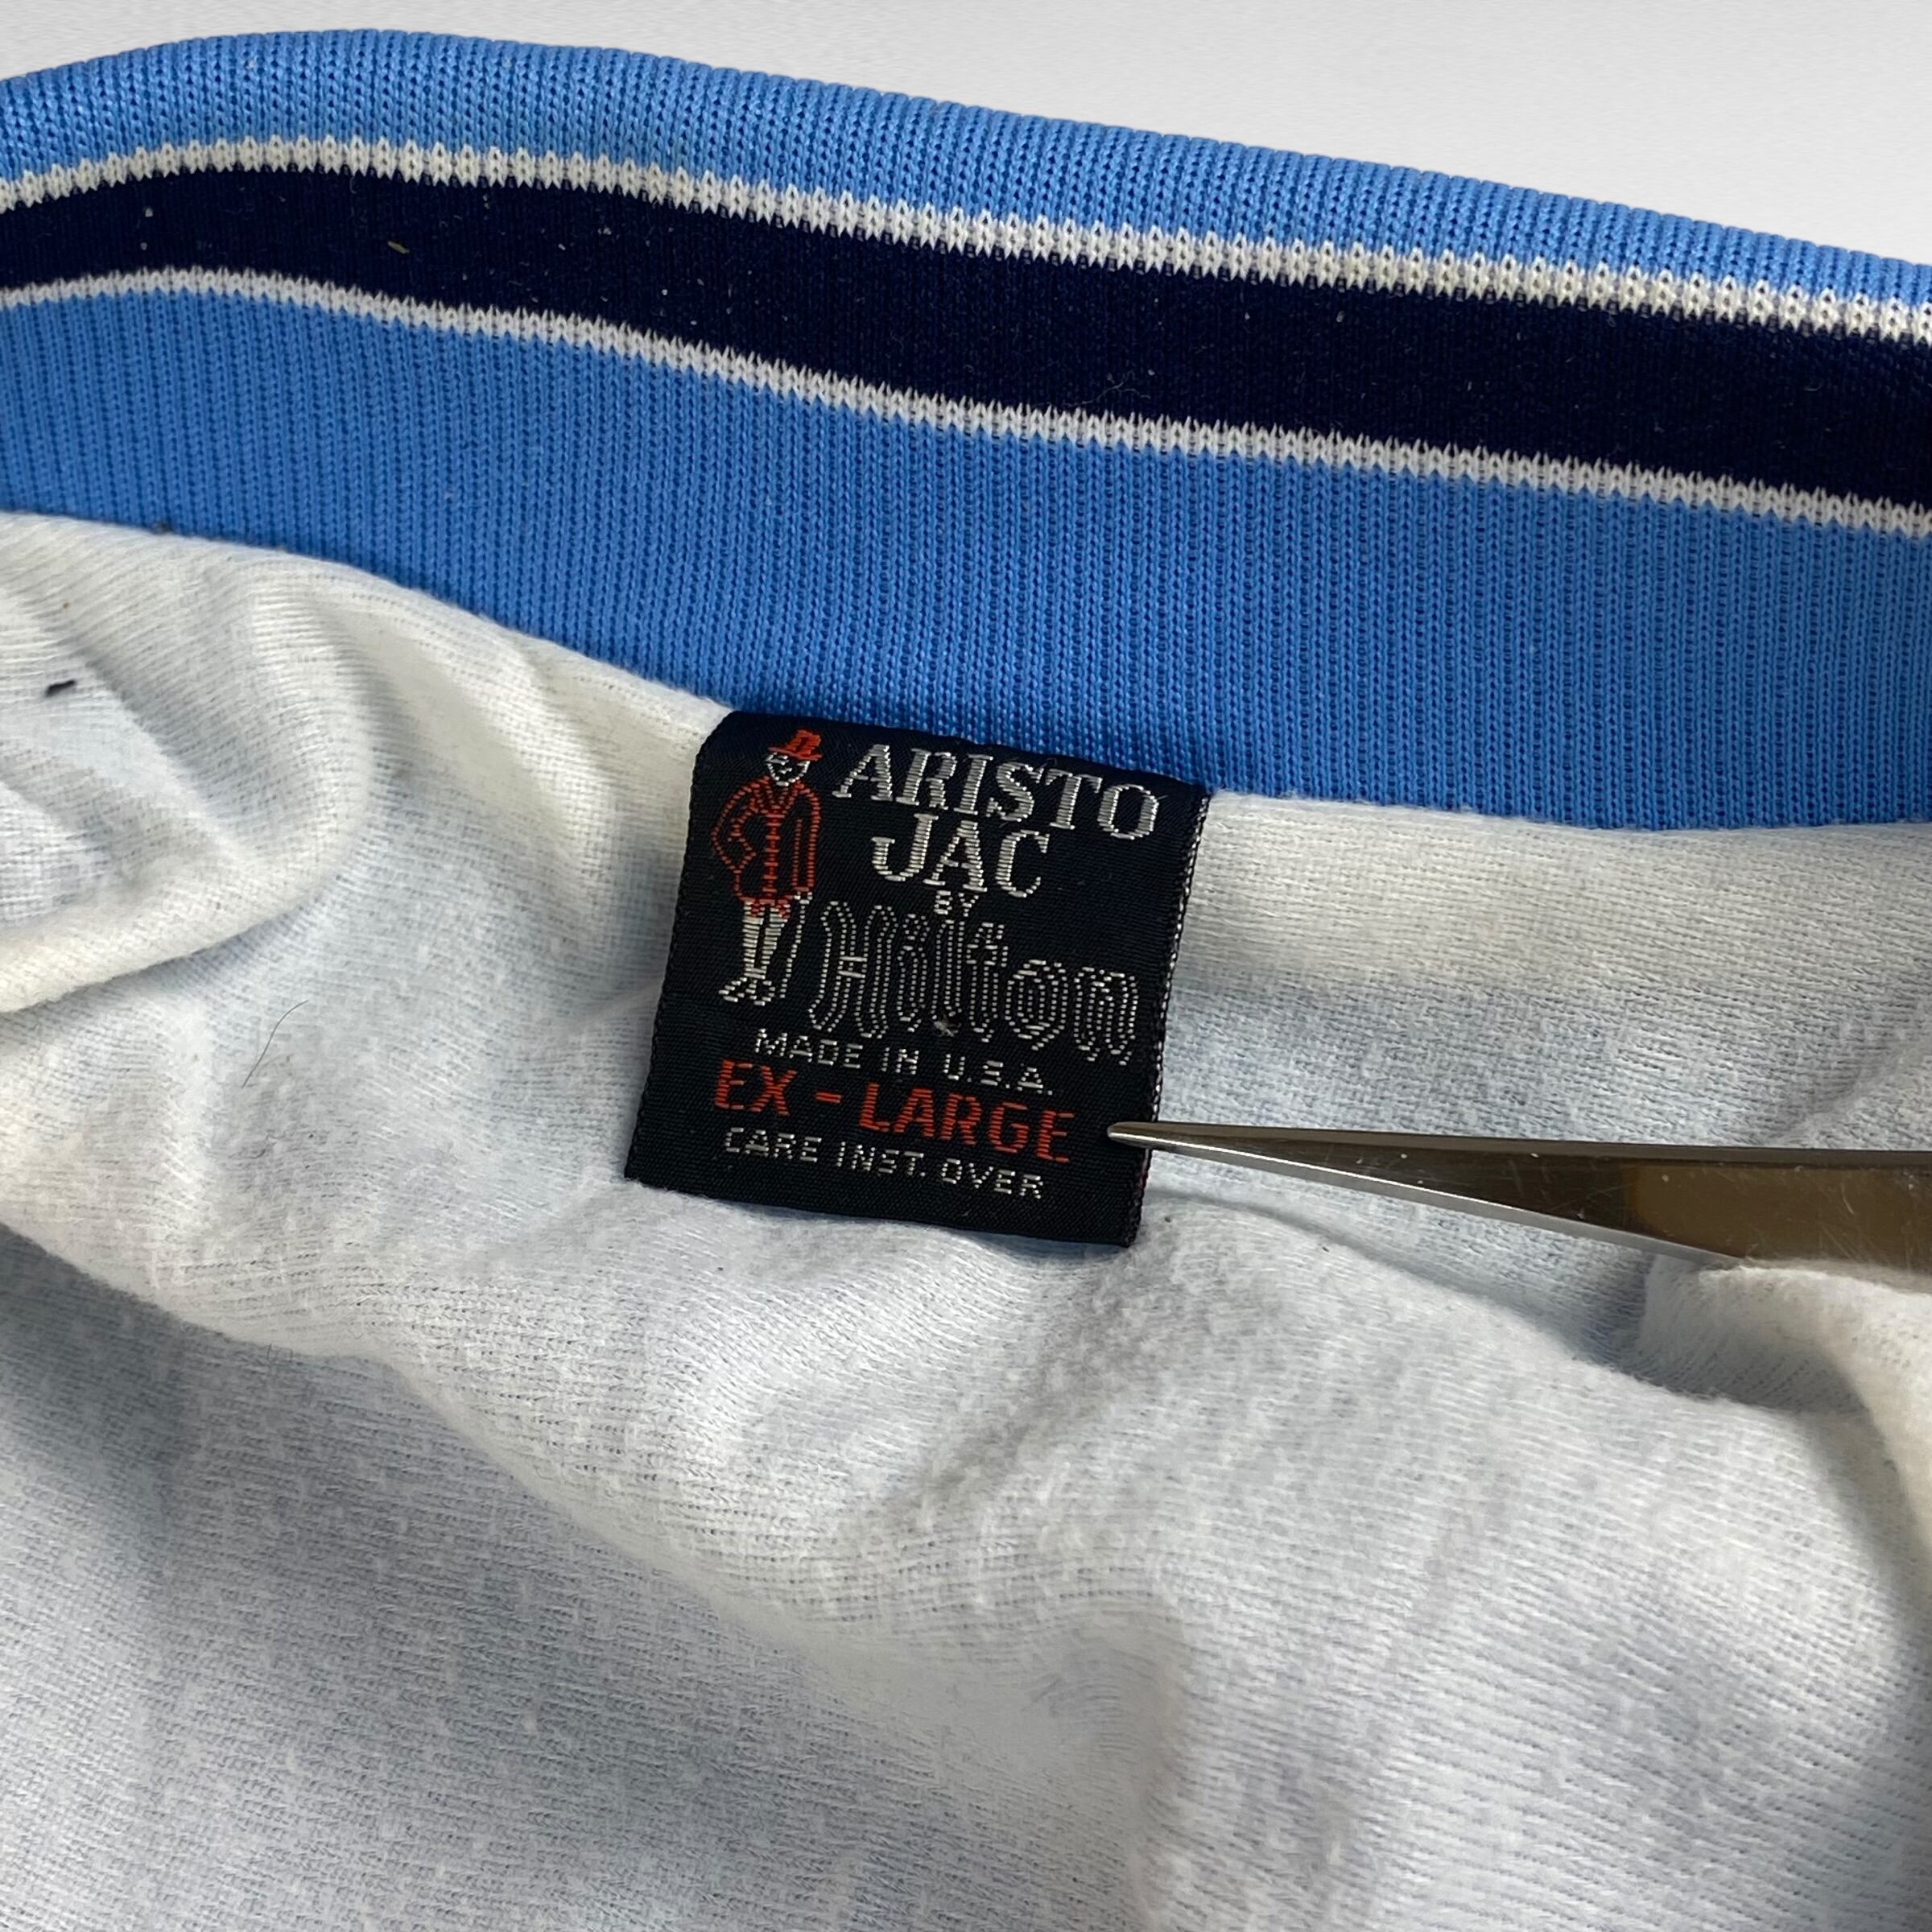 ARISTO
JAC
BY
Hilton
MADE IN U.S.A.
EX-LARGE
CARE INST. OVER